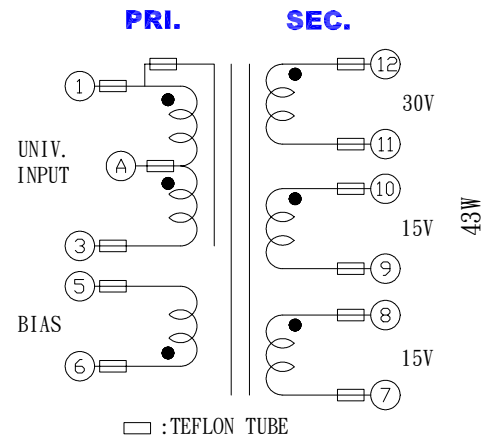 PRI.
SEC.
1
12
30V
UNIV.
INPUT
11
A
10
15V
43W
3
9
5
8
BIAS
15V
6
7
:TEFLON TUBE